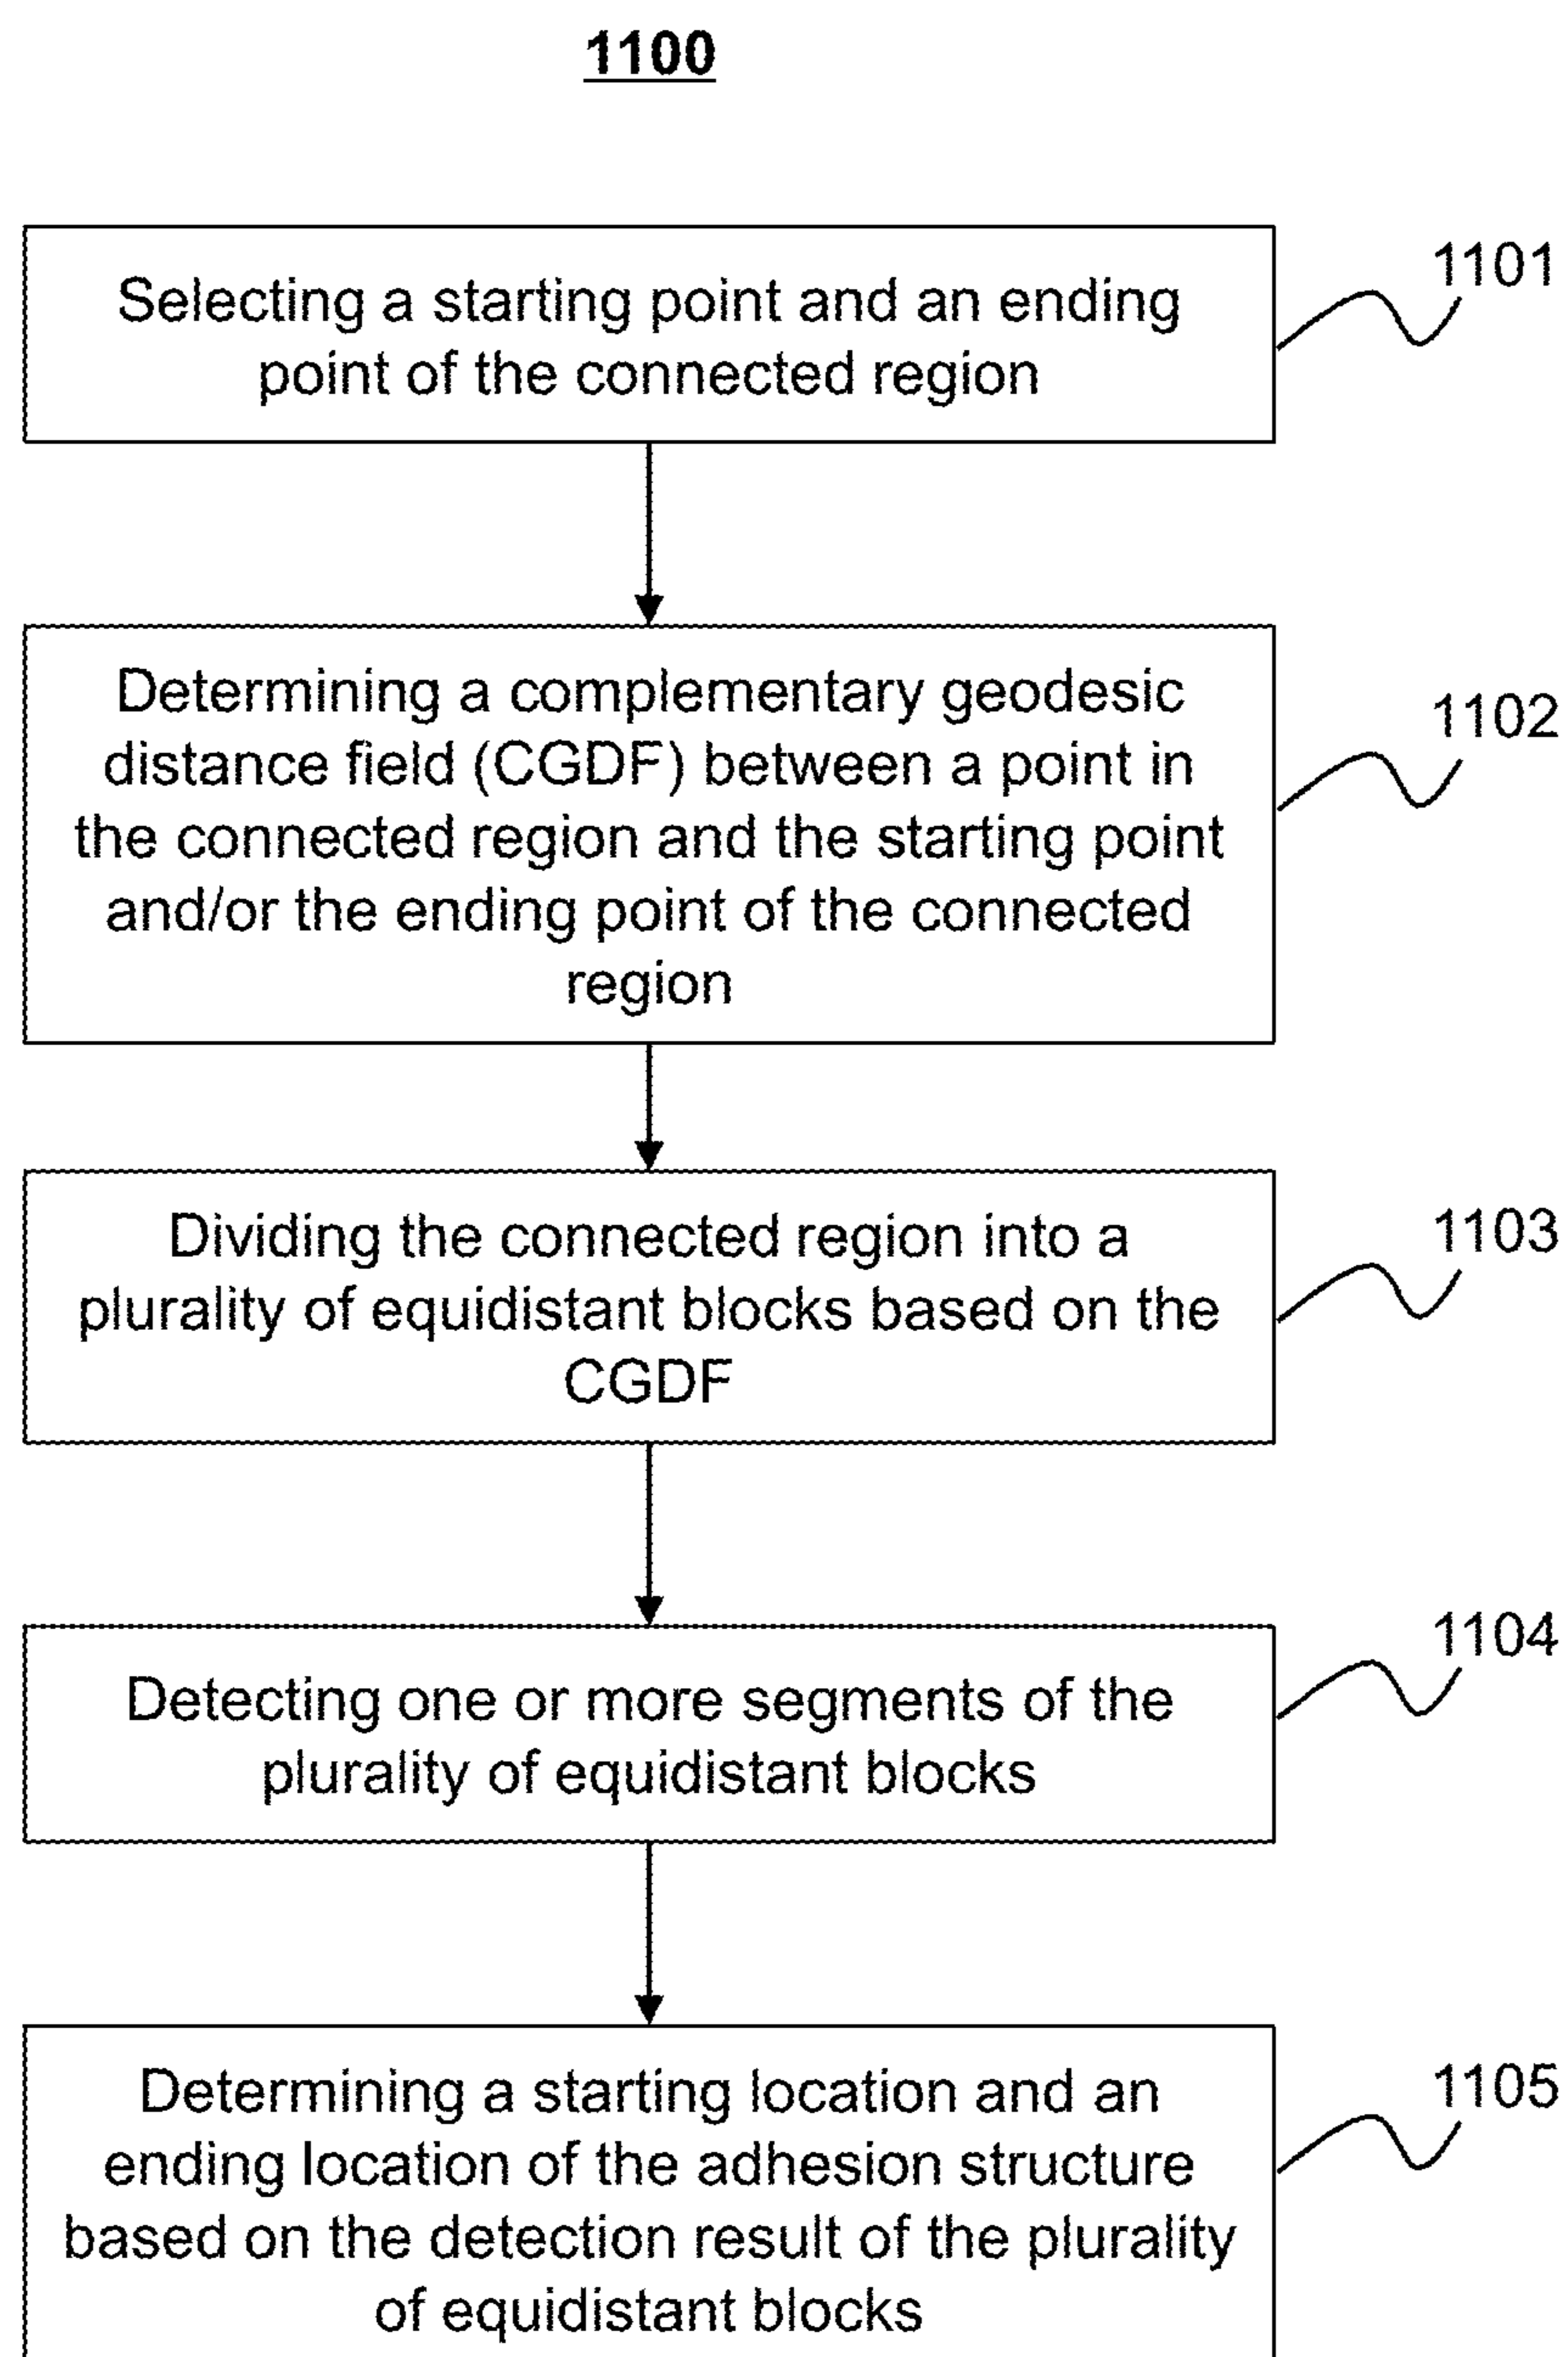 1100
Selecting a starting point and an ending
point of the connected region
1101
Determining a complementary geodesic
distance field (CGDF) between a point in
the connected region and the starting point
and/or the ending point of the connected
region
1102
Dividing the connected region into a
plurality of equidistant blocks based on the
CGDF
1103
Detecting one or more segments of the
plurality of equidistant blocks
1104
Determining a starting location and an
ending location of the adhesion structure
based on the detection result of the plurality
of equidistant blocks
1105